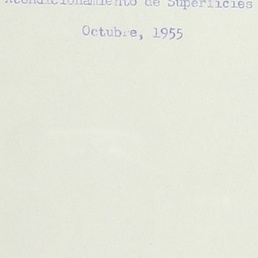 Acondicionamiento de Superficies
Octubre, 1955